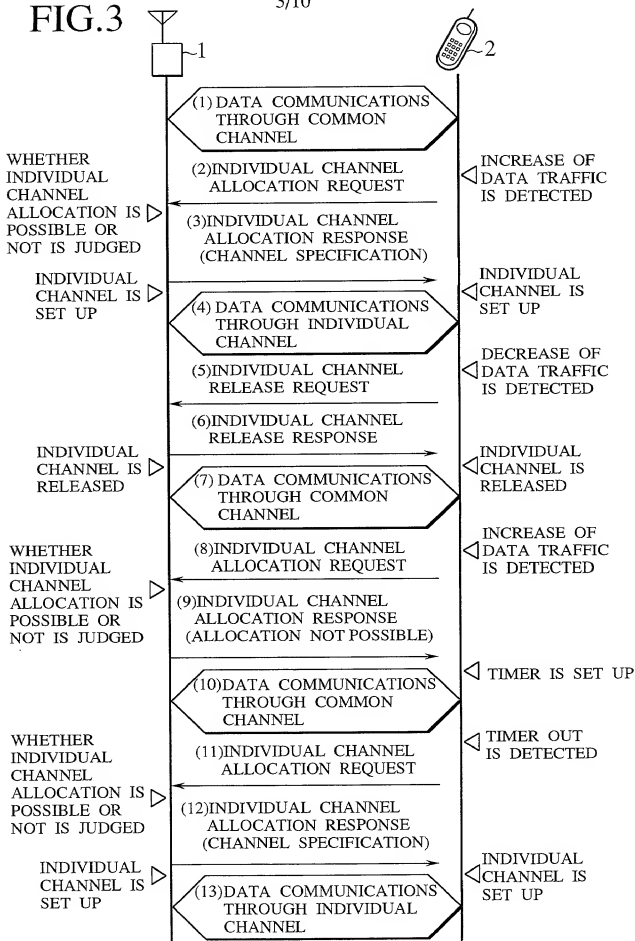 3/10
FIG.3
1
2
(1) DATA COMMUNICATIONS
THROUGH COMMON
CHANNEL
WHETHER
INDIVIDUAL
CHANNEL
ALLOCATION IS
POSSIBLE OR
NOT IS JUDGED
(2)INDIVIDUAL CHANNEL
ALLOCATION REQUEST
INCREASE OF
DATA TRAFFIC
IS DETECTED
(3)INDIVIDUAL CHANNEL
ALLOCATION RESPONSE
(CHANNEL SPECIFICATION)
INDIVIDUAL
CHANNEL IS
SET UP
INDIVIDUAL
CHANNEL IS
SET UP
(4) DATA COMMUNICATIONS
THROUGH INDIVIDUAL
CHANNEL
(5)INDIVIDUAL CHANNEL
RELEASE REQUEST
DECREASE OF
DATA TRAFFIC
IS DETECTED
(6)INDIVIDUAL CHANNEL
RELEASE RESPONSE
INDIVIDUAL
CHANNEL IS
RELEASED
INDIVIDUAL
CHANNEL IS
RELEASED
(7) DATA COMMUNICATIONS
THROUGH COMMON
CHANNEL
(8)INDIVIDUAL CHANNEL
ALLOCATION REQUEST
INCREASE OF
DATA TRAFFIC
IS DETECTED
WHETHER
INDIVIDUAL
CHANNEL
ALLOCATION IS
POSSIBLE OR
NOT IS JUDGED
(9)INDIVIDUAL CHANNEL
ALLOCATION RESPONSE
(ALLOCATION NOT POSSIBLE)
TIMER IS SET UP
(10)DATA COMMUNICATIONS
THROUGH COMMON
CHANNEL
WHETHER
INDIVIDUAL
CHANNEL
ALLOCATION IS
POSSIBLE OR
NOT IS JUDGED
(11)INDIVIDUAL CHANNEL
ALLOCATION REQUEST
TIMER OUT
IS DETECTED
(12)INDIVIDUAL CHANNEL
ALLOCATION RESPONSE
(CHANNEL SPECIFICATION)
INDIVIDUAL
CHANNEL IS
SET UP
INDIVIDUAL
CHANNEL IS
SET UP
(13)DATA COMMUNICATIONS
THROUGH INDIVIDUAL
CHANNEL